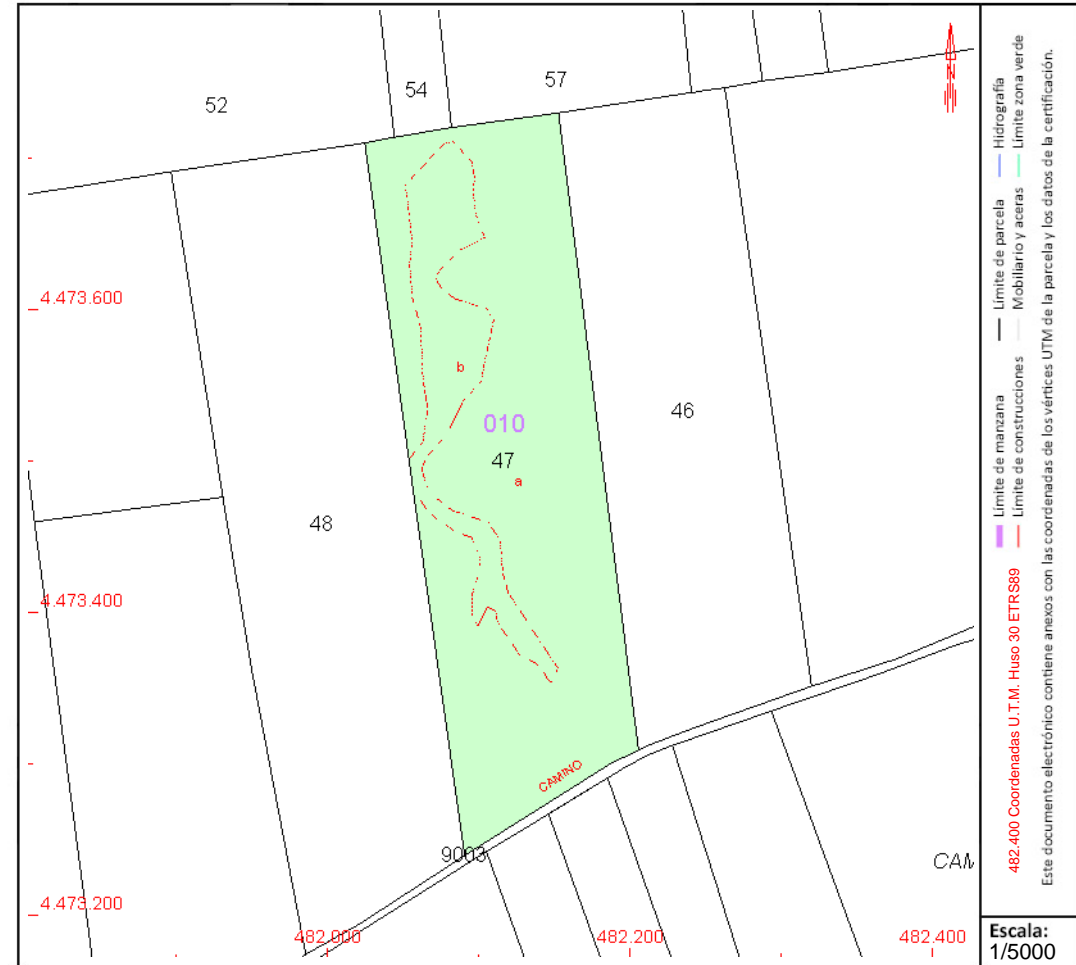 52
54
57
4.473.600
b
010
46
47
a
48
4.473.400
CAMINO
9003
CAM
4.473.200
482.000
482.200
482.400
N
Hidrografía
Límite zona verde
Límite de parcela
Mobiliario y aceras
Límite de manzana
Límite de construcciones
482.400 Coordenadas U.T.M. Huso 30 ETRS89
Este documento electrónico contiene anexos con las coordenadas de los vértices UTM de la parcela y los datos de la certificación.
Escala:
1/5000